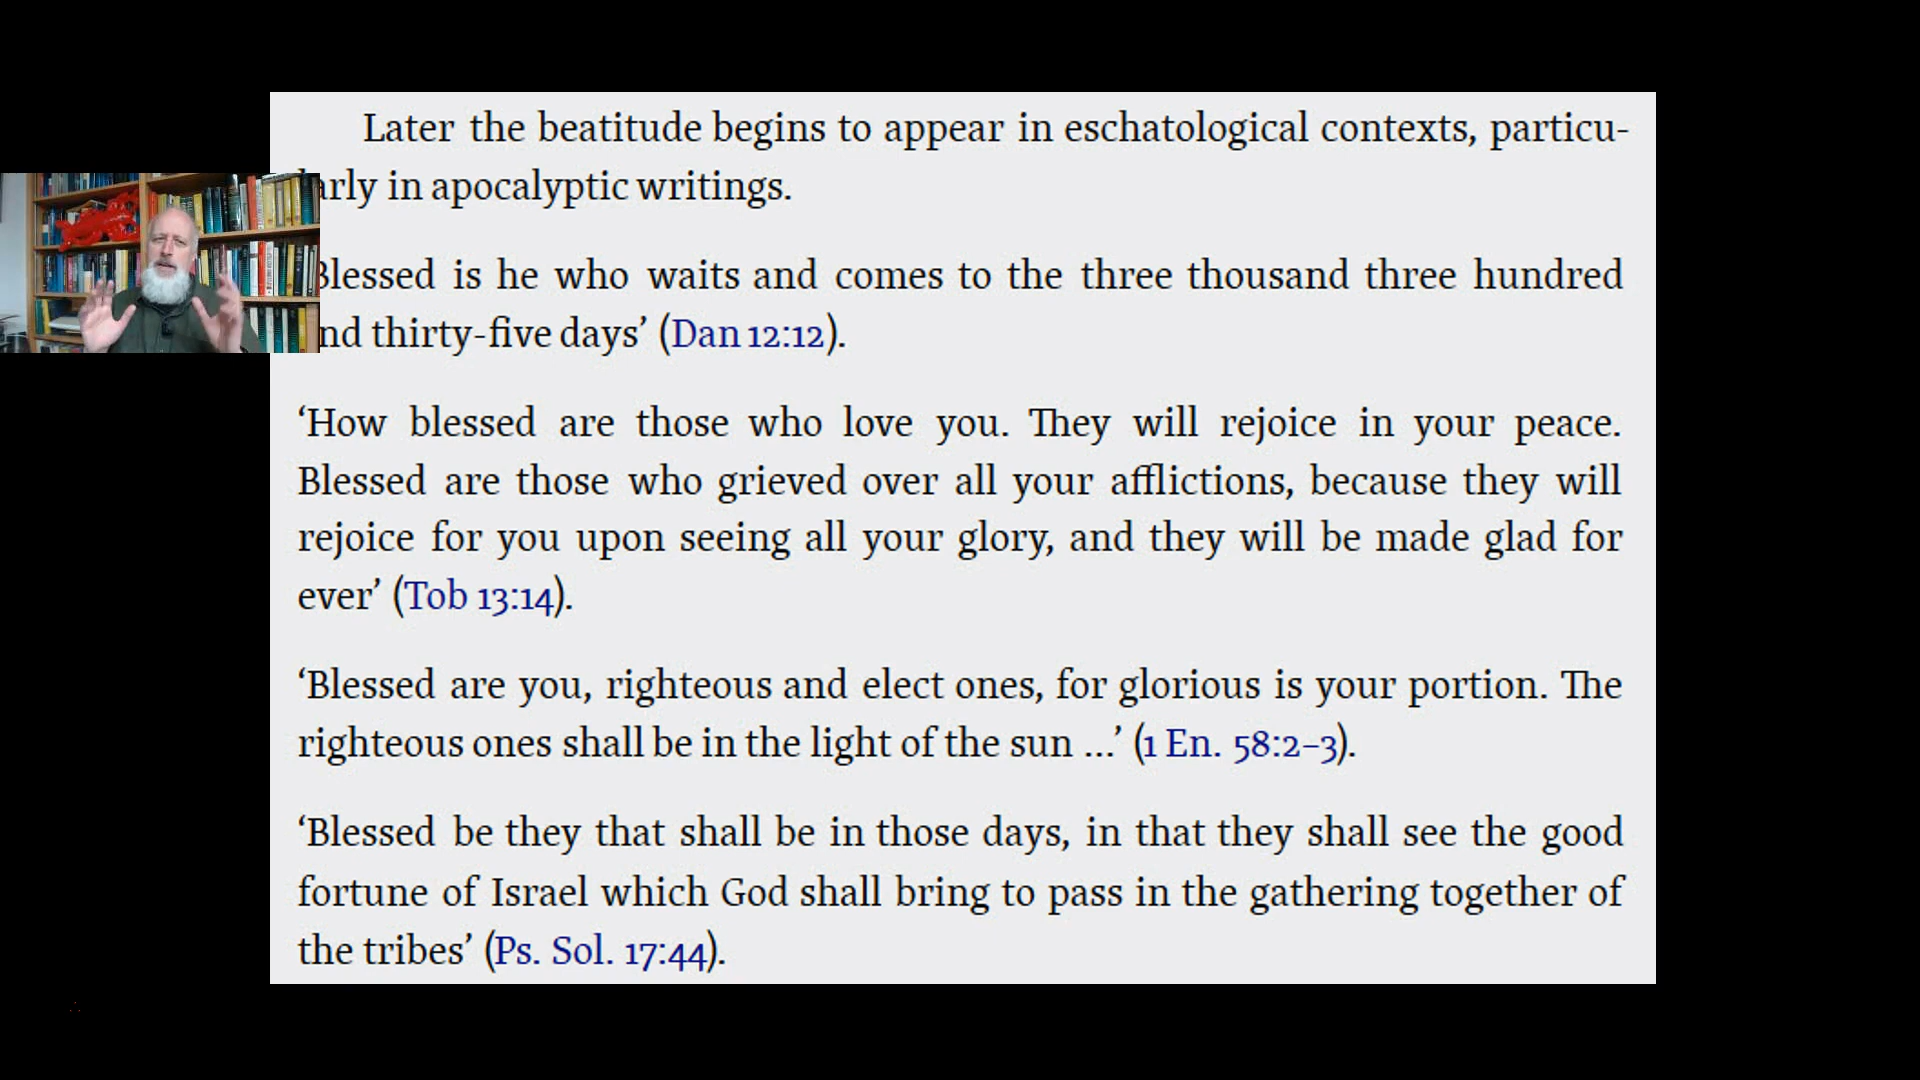 Later the beatitude begins to appear in eschatological contexts, particu-
arly in apocalyptic writings.
Blessed is he who waits and comes to the three thousand three hundred
nd thirty-five days’ (Dan 12:12).
‘How blessed are those who love you. They will rejoice in your peace.
Blessed are those who grieved over all your afflictions, because they will
rejoice for you upon seeing all your glory, and they will be made glad for
ever’ (Tob 13:14).
‘Blessed are you, righteous and elect ones, for glorious is your portion. The
righteous ones shall be in the light of the sun ...’ (1 En. 58:2–3).
‘Blessed be they that shall be in those days, in that they shall see the good
fortune of Israel which God shall bring to pass in the gathering together of
the tribes’ (Ps. Sol. 17:44).